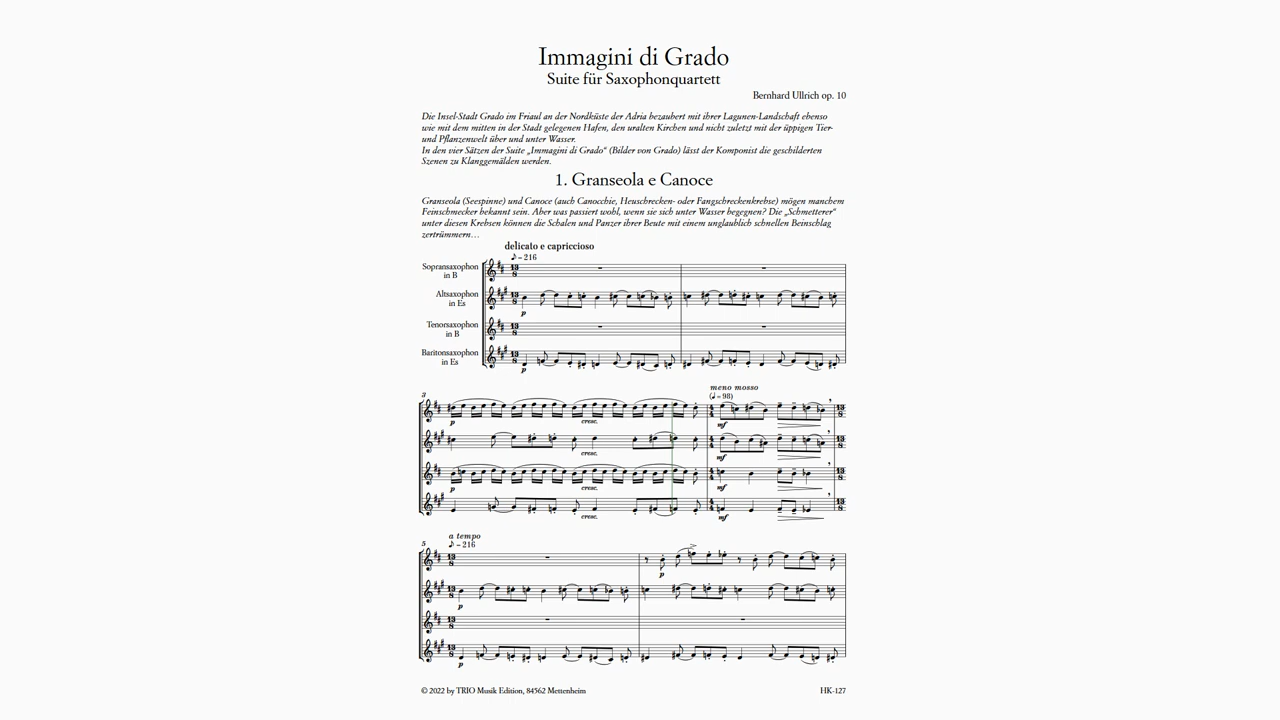 Immagini di Grado
Suite für Saxophonquartett
Bernhard Ullrich op. 10
Die Insel-Stadt Grado im Friaul an der Nordküste der Adria bezaubert mit ihrer Lagunen-Landschaft ebenso
wie mit dem mitten in der Stadt gelegenen Hafen, den uralten Kirchen und nicht zuletzt mit der üppigen Tier-
und Pflanzenwelt über und unter Wasser.
In den vier Sätzen der Suite „Immagini di Grado“ (Bilder von Grado) lässt der Komponist die geschilderten
Szenen zu Klanggemälden werden.
1. Granseola e Canoce
Granseola (Seespinne) und Canoce (auch Canocchie, Heuschrecken- oder Fangschreckenkrebse) mögen manchem
Feinschmecker bekannt sein. Aber was passiert wohl, wenn sie sich unter Wasser begegnen? Die „Schmetterer“
unter diesen Krebsen können die Schalen und Panzer ihrer Beute mit einem unglaublich schnellen Beinschlag
zertrümmern…
delicato e capriccioso
♪ = 216
Sopransaxophon
in B
Altsaxophon
in Es
p
Tenorsaxophon
in B
Baritonsaxophon
in Es
p
3
meno mosso
(♩ = 98)
p cresc. mf
cresc. mf
p cresc. mf
cresc. mf
5
a tempo
♪ = 216
p
p
p
© 2022 by TRIO Musik Edition, 84562 Mettenheim
HK-127